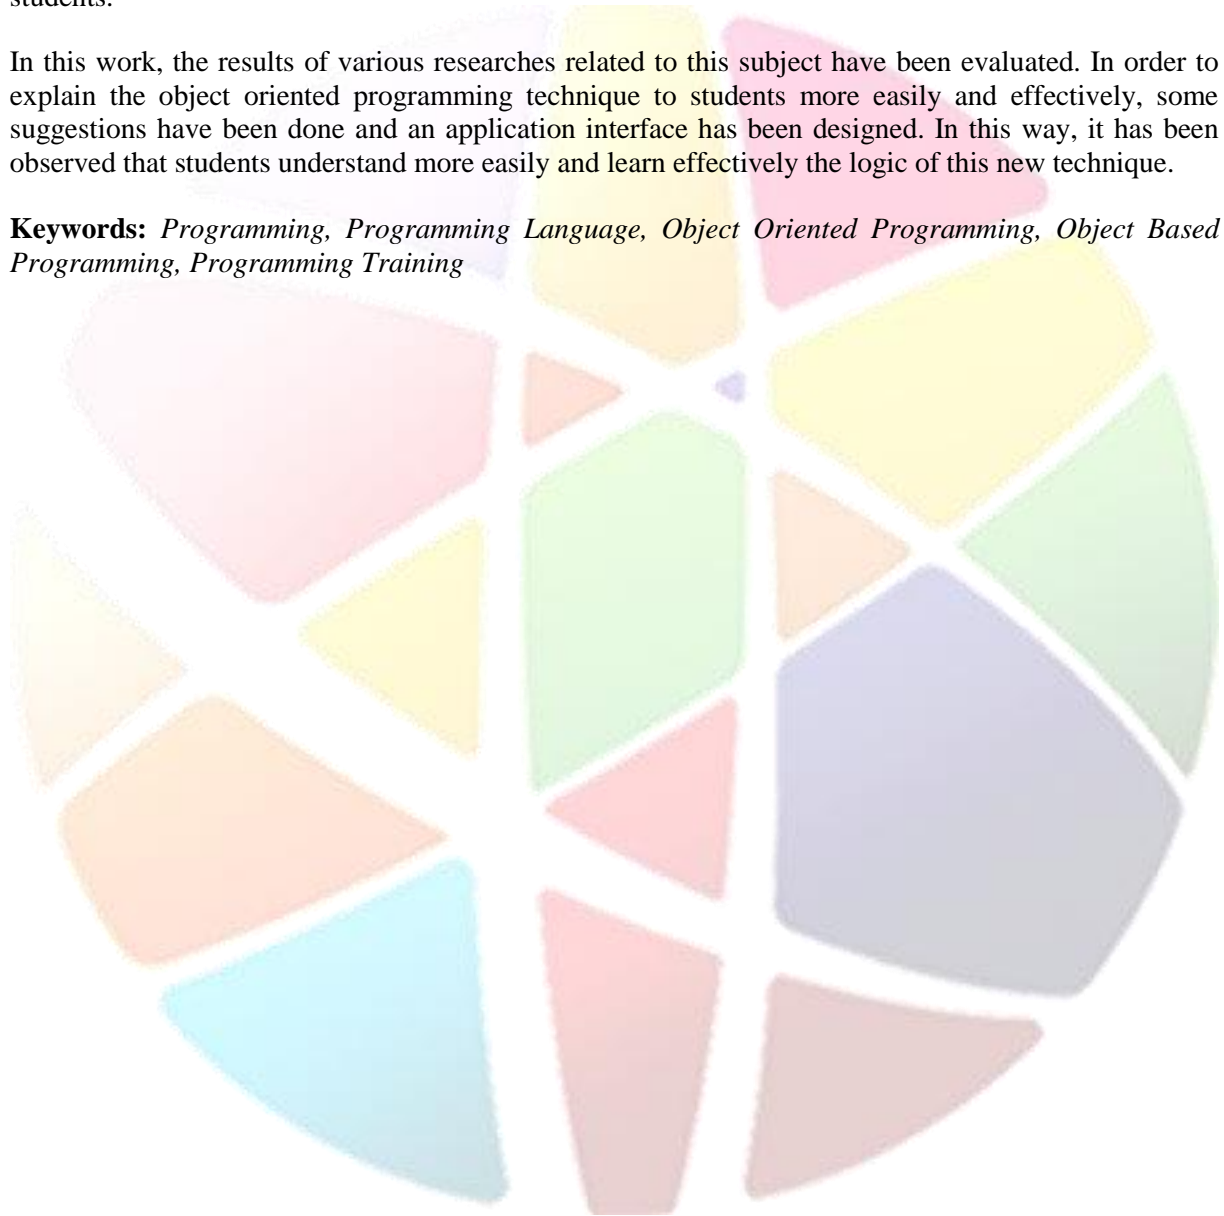 students.
In this work, the results of various researches related to this subject have been evaluated. In order to
explain the object oriented programming technique to students more easily and effectively, some
suggestions have been done and an application interface has been designed. In this way, it has been
observed that students understand more easily and learn effectively the logic of this new technique.
Keywords: Programming, Programming Language, Object Oriented Programming, Object Based
Programming, Programming Training